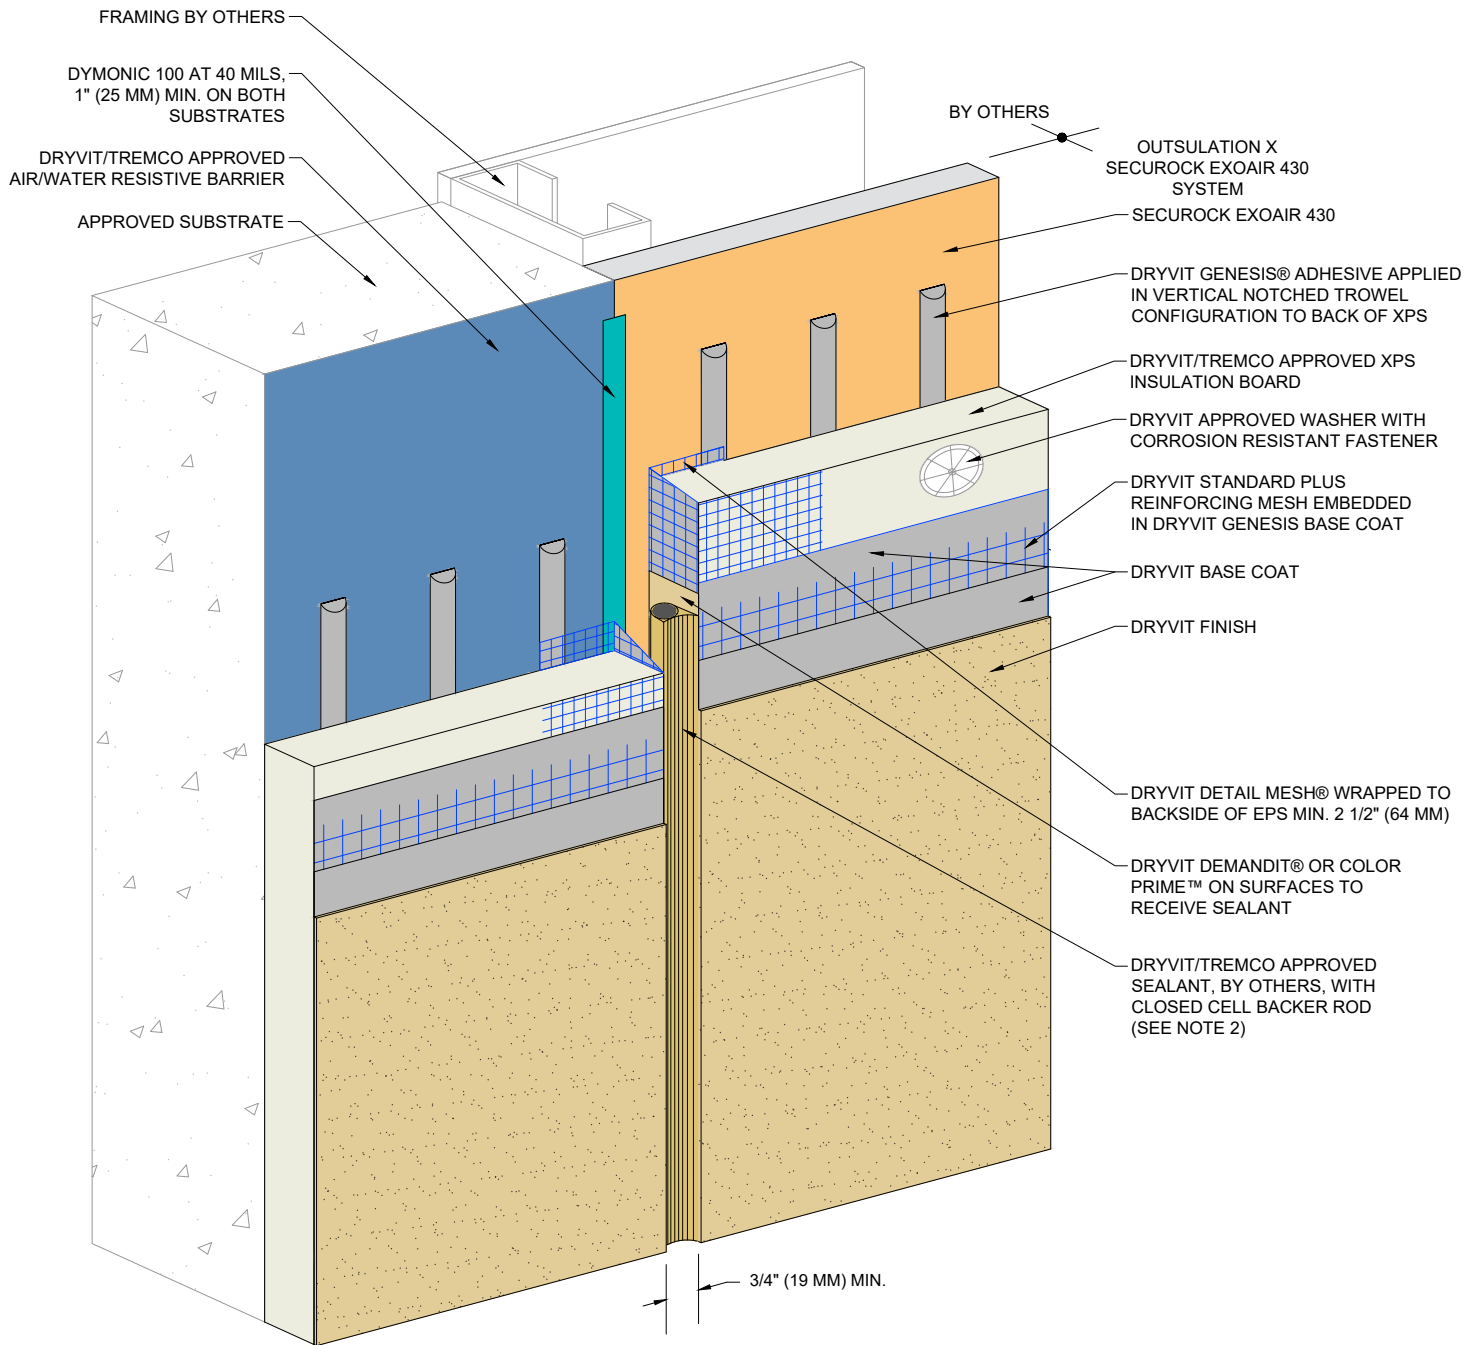 FRAMING BY OTHERS
DYMONIC 100 AT 40 MILS,
1" (25 MM) MIN. ON BOTH
SUBSTRATES
DRYVIT/TREMCO APPROVED
AIR/WATER RESISTIVE BARRIER
APPROVED SUBSTRATE
BY OTHERS
OUTSULATION X
SECUROCK EXOAIR 430
SYSTEM
SECUROCK EXOAIR 430
DRYVIT GENESIS® ADHESIVE APPLIED
IN VERTICAL NOTCHED TROWEL
CONFIGURATION TO BACK OF XPS
DRYVIT/TREMCO APPROVED XPS
INSULATION BOARD
DRYVIT APPROVED WASHER WITH
CORROSION RESISTANT FASTENER
DRYVIT STANDARD PLUS
REINFORCING MESH EMBEDDED
IN DRYVIT GENESIS BASE COAT
DRYVIT BASE COAT
DRYVIT FINISH
DRYVIT DETAIL MESH® WRAPPED TO
BACKSIDE OF EPS MIN. 2 1/2" (64 MM)
DRYVIT DEMANDIT® OR COLOR
PRIME™ ON SURFACES TO
RECEIVE SEALANT
DRYVIT/TREMCO APPROVED
SEALANT, BY OTHERS, WITH
CLOSED CELL BACKER ROD
(SEE NOTE 2)
3/4" (19 MM) MIN.